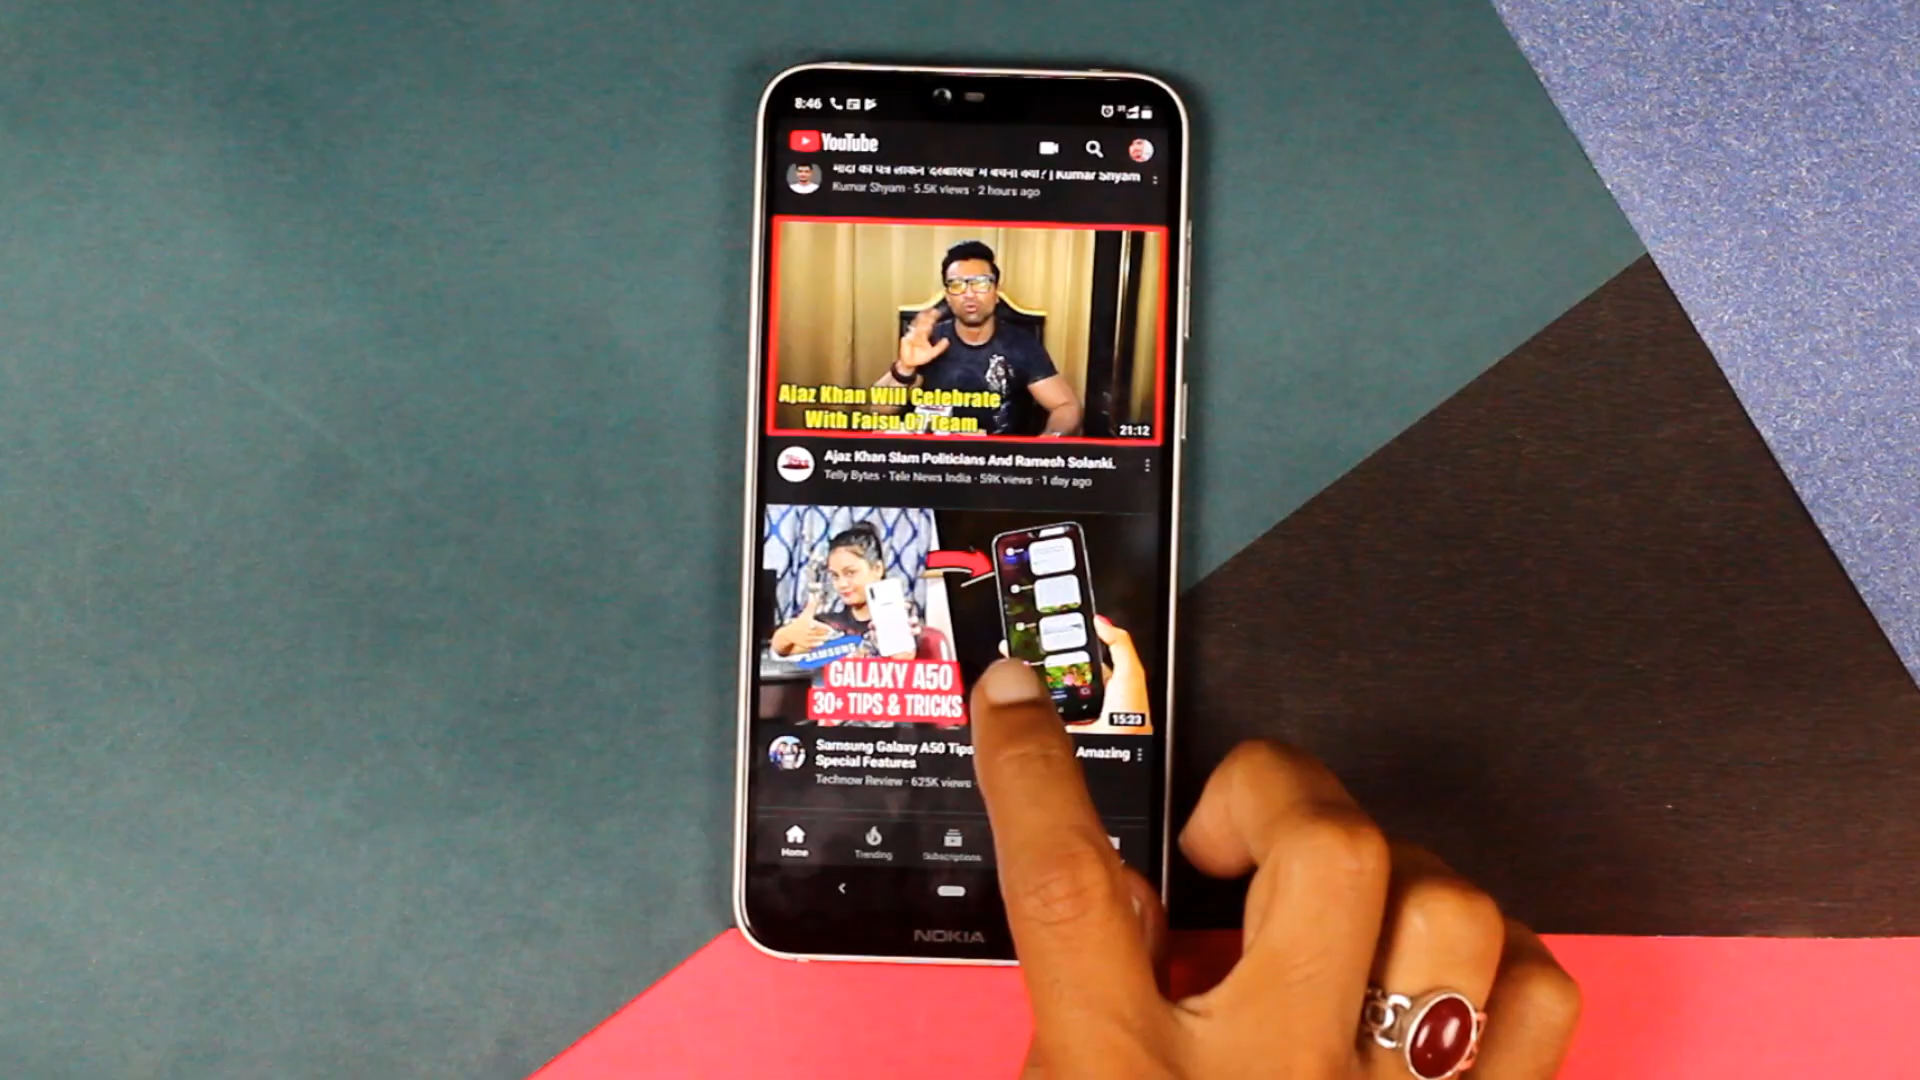 8:46
YouTube
| Kumar Shyam
Kumar Shyam · 5.5K views · 2 hours ago
Ajaz Khan Will Celebrate
With Faisu 07 Team
21:12
Ajaz Khan Slam Politicians And Ramesh Solanki.
Telly Bytes - Tele News India · 59K views · 1 day ago
SAMSUNG
GALAXY A50
30+ TIPS & TRICKS
15:23
Samsung Galaxy A50 Tips Amazing
Special Features
Technow Review · 625K views ·
Home Trending Subscriptions
NOKIA